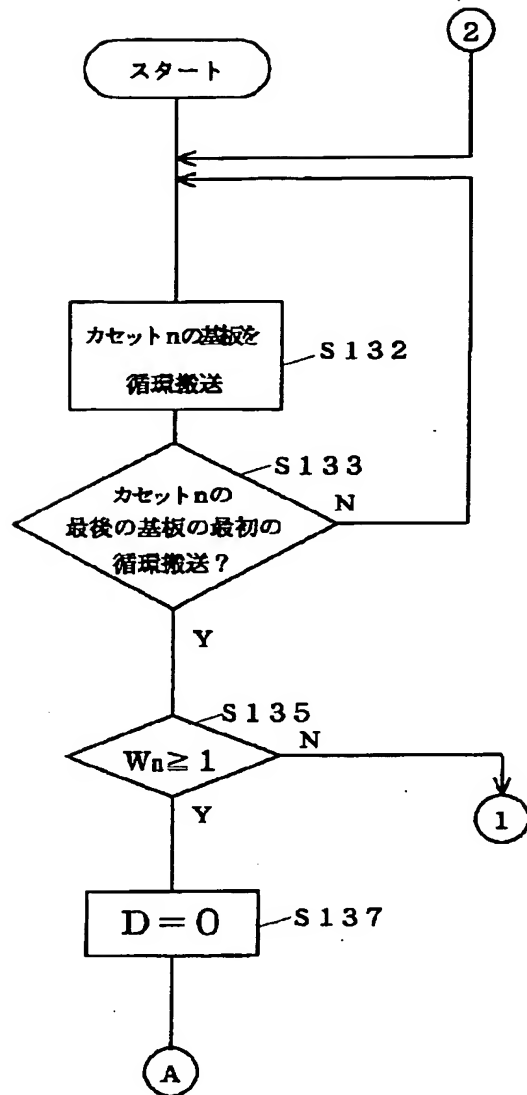 2
スタート
カセットnの基板を
循環搬送
S132
S133
カセットnの
最後の基板の最初の
循環搬送？
N
Y
S135
Wn≧1
N
Y
1
D=0
S137
A